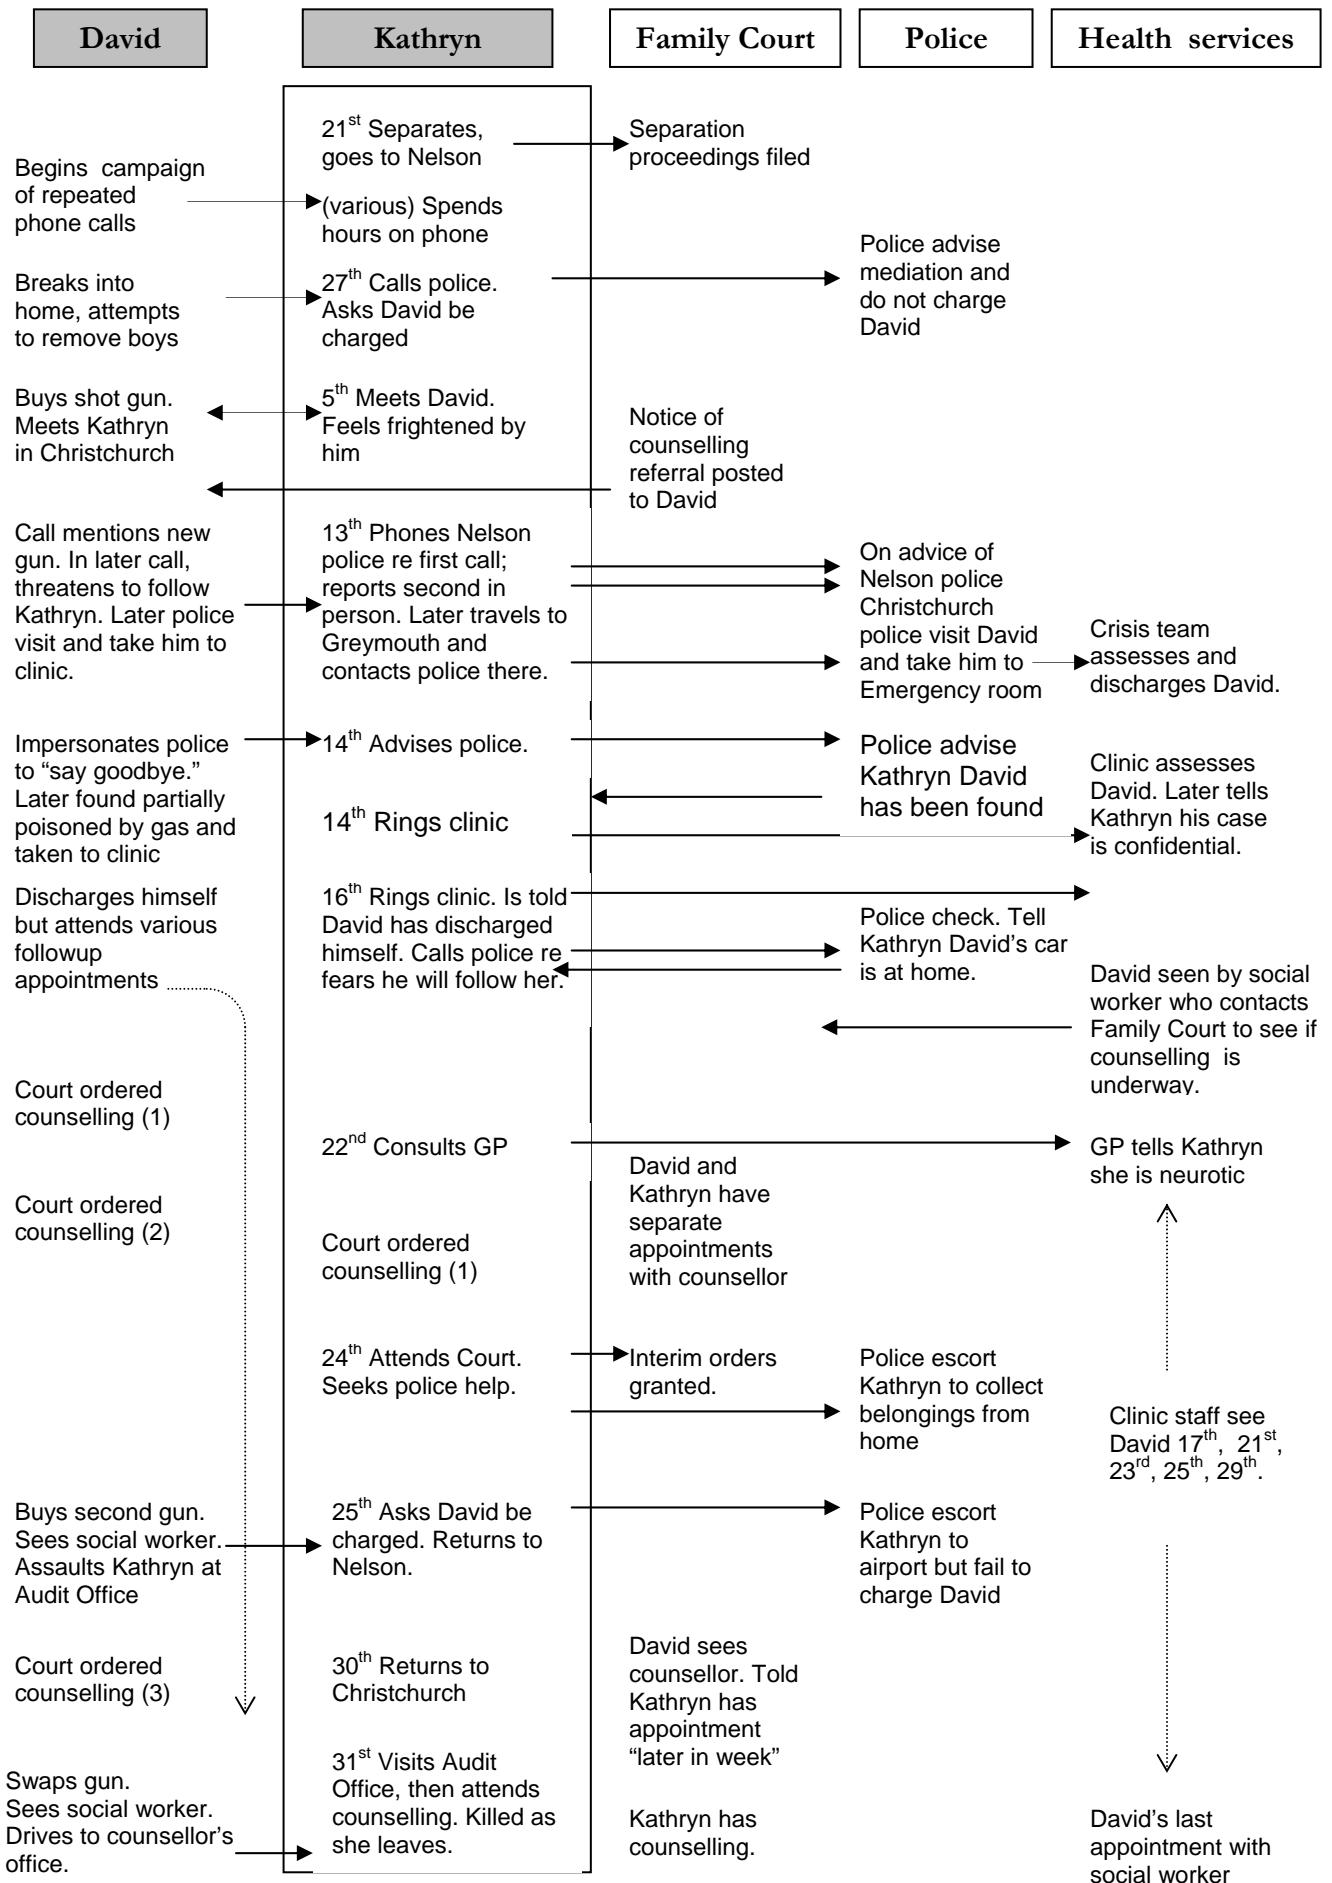 David
Kathryn
Family Court
Police
Health services
21st Separates,
goes to Nelson
Separation
proceedings filed
Begins campaign
of repeated
phone calls
(various) Spends
hours on phone
Police advise
mediation and
do not charge
David
Breaks into
home, attempts
to remove boys
27th Calls police.
Asks David be
charged
Buys shot gun.
Meets Kathryn
in Christchurch
5th Meets David.
Feels frightened by
him
Notice of
counselling
referral posted
to David
Call mentions new
gun. In later call,
threatens to follow
Kathryn. Later police
visit and take him to
clinic.
13th Phones Nelson
police re first call;
reports second in
person. Later travels to
Greymouth and
contacts police there.
On advice of
Nelson police
Christchurch
police visit David
and take him to
Emergency room
Crisis team
assesses and
discharges David.
Impersonates police
to “say goodbye.”
Later found partially
poisoned by gas and
taken to clinic
14th Advises police.
Police advise
Kathryn David
has been found
14th Rings clinic
Clinic assesses
David. Later tells
Kathryn his case
is confidential.
Discharges himself
but attends various
followup
appointments
16th Rings clinic. Is told
David has discharged
himself. Calls police re
fears he will follow her.
Police check. Tell
Kathryn David’s car
is at home.
David seen by social
worker who contacts
Family Court to see if
counselling is
underway.
Court ordered
counselling (1)
22nd Consults GP
GP tells Kathryn
she is neurotic
David and
Kathryn have
separate
appointments
with counsellor
Court ordered
counselling (2)
Court ordered
counselling (1)
24th Attends Court.
Seeks police help.
Interim orders
granted.
Police escort
Kathryn to collect
belongings from
home
Clinic staff see
David 17th, 21st,
23rd, 25th, 29th.
Buys second gun.
Sees social worker.
Assaults Kathryn at
Audit Office
25th Asks David be
charged. Returns to
Nelson.
Police escort
Kathryn to
airport but fail to
charge David
Court ordered
counselling (3)
30th Returns to
Christchurch
David sees
counsellor. Told
Kathryn has
appointment
“later in week”
Swaps gun.
Sees social worker.
Drives to counsellor’s
office.
31st Visits Audit
Office, then attends
counselling. Killed as
she leaves.
Kathryn has
counselling.
David’s last
appointment with
social worker